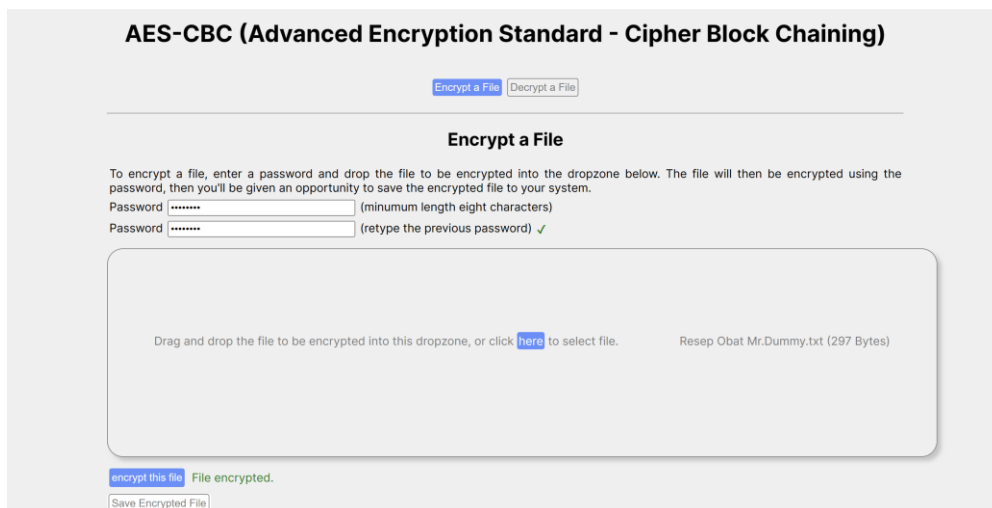 AES-CBC (Advanced Encryption Standard - Cipher Block Chaining)
Encrypt a File Decrypt a File
Encrypt a File
To encrypt a file, enter a password and drop the file to be encrypted into the dropzone below. The file will then be encrypted using the
password, then you'll be given an opportunity to save the encrypted file to your system.
Password •••••••• (minumum length eight characters)
Password •••••••• (retype the previous password) ✓
Drag and drop the file to be encrypted into this dropzone, or click here to select file. Resep Obat Mr.Dummy.txt (297 Bytes)
encrypt this file File encrypted.
Save Encrypted File